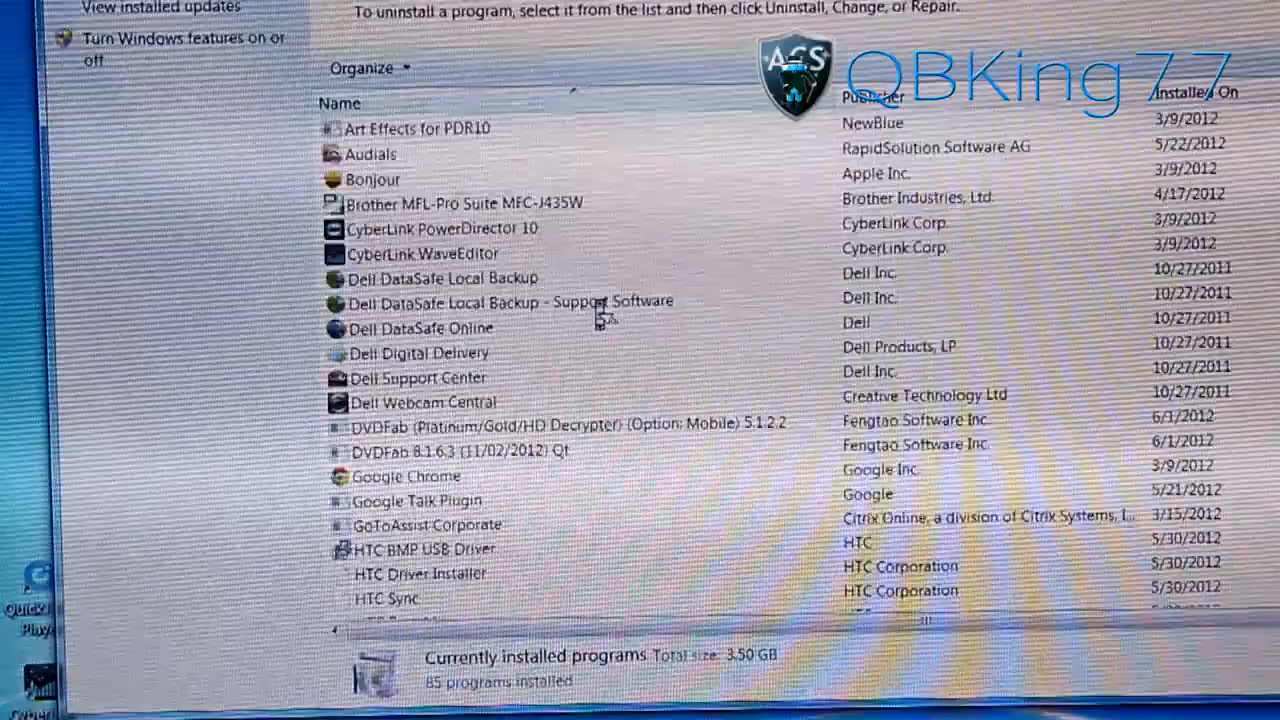 View installed updates
To uninstall a program, select it from the list and then click Uninstall, Change, or Repair.
Turn Windows features on or
off
AGS
QBKing77
Organize
Name Publisher Installed On
Art Effects for PDR10 NewBlue 3/9/2012
Audials RapidSolution Software AG 5/22/2012
Bonjour Apple Inc. 3/9/2012
Brother MFL-Pro Suite MFC-J435W Brother Industries, Ltd. 4/17/2012
CyberLink PowerDirector 10 CyberLink Corp. 3/9/2012
CyberLink WaveEditor CyberLink Corp. 3/9/2012
Dell DataSafe Local Backup Dell Inc. 10/27/2011
Dell DataSafe Local Backup - Support Software Dell Inc. 10/27/2011
Dell DataSafe Online Dell 10/27/2011
Dell Digital Delivery Dell Products, LP 10/27/2011
Dell Support Center Dell Inc. 10/27/2011
Dell Webcam Central Creative Technology Ltd 10/27/2011
DVDFab (Platinum/Gold/HD Decrypter) (Option: Mobile) 5.1.2.2 Fengtao Software Inc. 6/1/2012
DVDFab 8.1.6.3 (11/02/2012) Qt Fengtao Software Inc. 6/1/2012
Google Chrome Google Inc. 3/9/2012
Google Talk Plugin Google 5/21/2012
GoToAssist Corporate Citrix Online, a division of Citrix Systems, I... 3/15/2012
HTC BMP USB Driver HTC 5/30/2012
HTC Driver Installer HTC Corporation 5/30/2012
HTC Sync HTC Corporation 5/30/2012
Currently installed programs Total size: 3.50 GB
85 programs installed